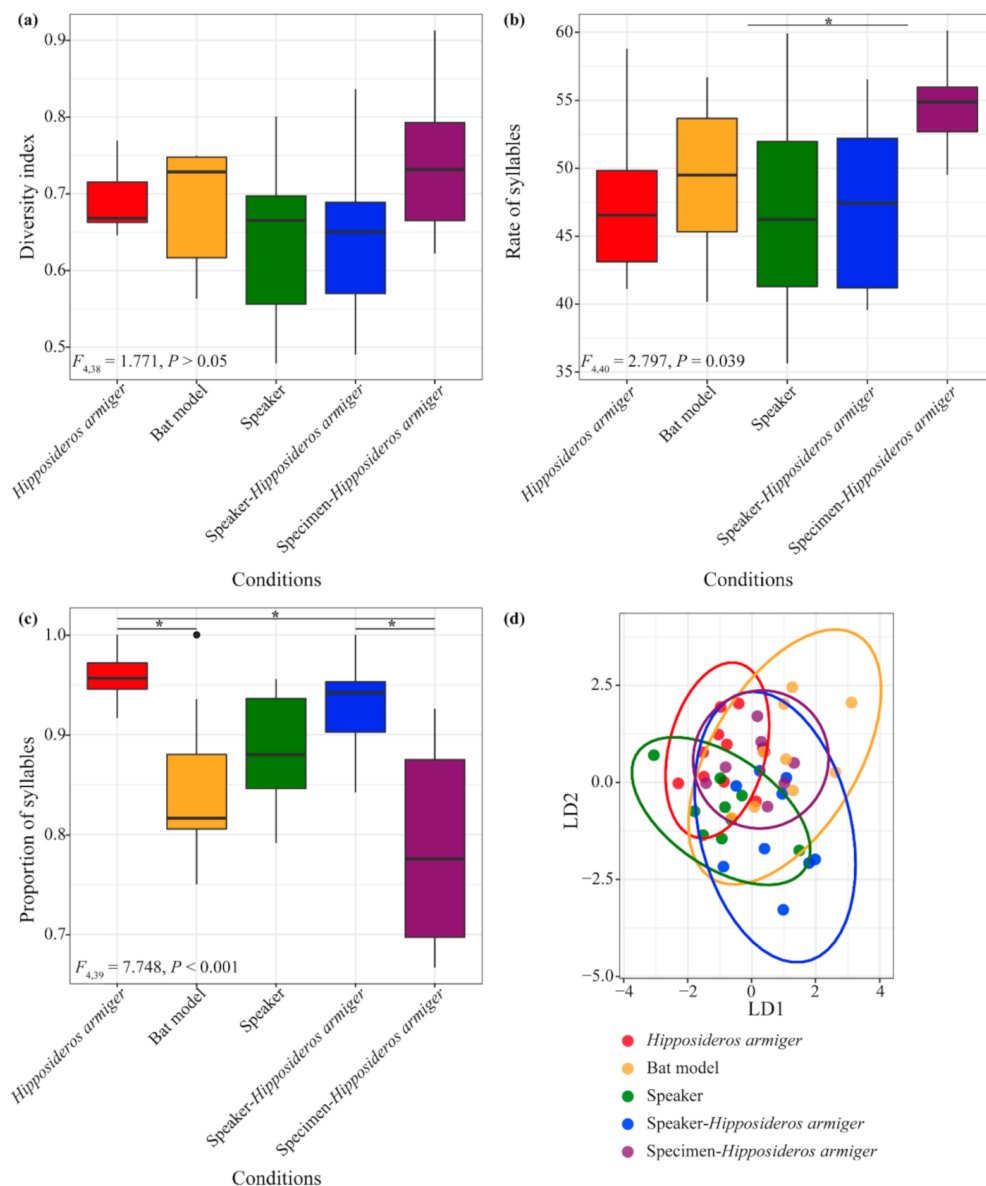 (a)
0.9
0.8
0.7
0.6
0.5
Diversity index
F4,38 = 1.771, P > 0.05
Hipposideros armiger
Bat model
Speaker
Speaker-Hipposideros armiger
Specimen-Hipposideros armiger
Conditions
(b)
*
60
55
50
45
40
35
Rate of syllables
F4,40 = 2.797, P = 0.039
Hipposideros armiger
Bat model
Speaker
Speaker-Hipposideros armiger
Specimen-Hipposideros armiger
Conditions
(c)
*
* *
1.0
0.9
0.8
0.7
Proportion of syllables
F4,39 = 7.748, P < 0.001
Hipposideros armiger
Bat model
Speaker
Speaker-Hipposideros armiger
Specimen-Hipposideros armiger
Conditions
(d)
2.5
0.0
−2.5
−5.0
LD2
−4 −2 0 2 4
LD1
Hipposideros armiger
Bat model
Speaker
Speaker-Hipposideros armiger
Specimen-Hipposideros armiger